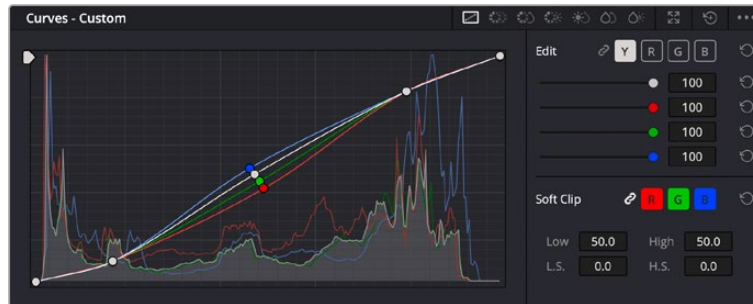 Curves - Custom
Edit Y R G B
100
100
100
100
Soft Clip R G B
Low 50.0 High 50.0
L.S. 0.0 H.S. 0.0